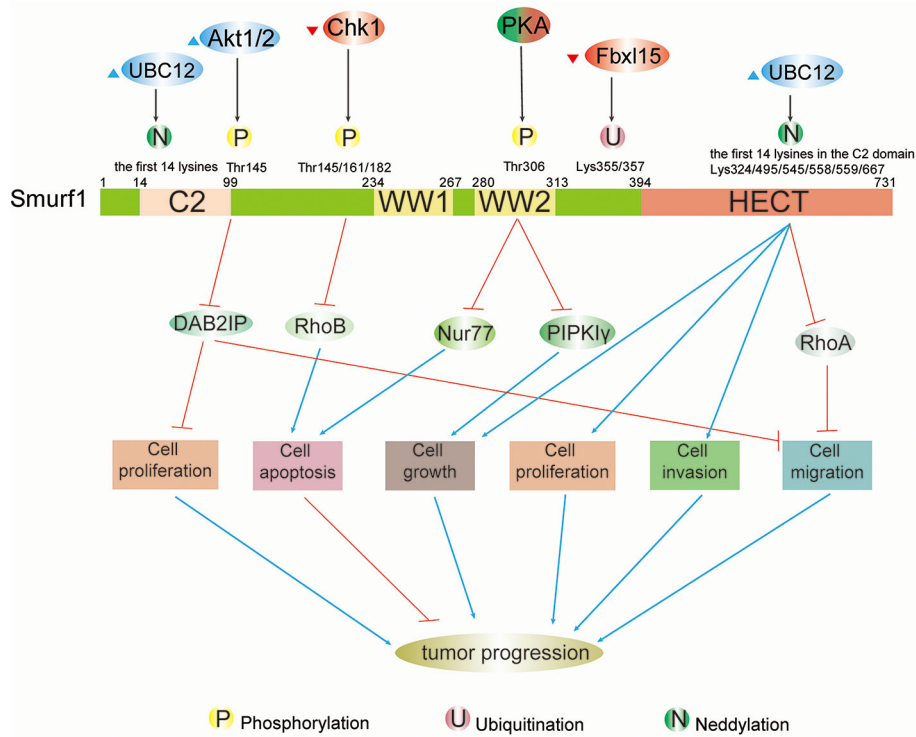 Akt1/2
Chk1
PKA
UBC12
Fbxl15
UBC12
N
P
P
P
U
N
the first 14 lysines
Thr145
Thr145/161/182
Thr306
Lys355/357
the first 14 lysines in the C2 domain
Lys324/495/545/558/559/667
1
14
99
234
267
280
313
394
731
Smurf1
C2
WW1
WW2
HECT
DAB2IP
RhoB
Nur77
PIPKIγ
RhoA
Cell
proliferation
Cell
apoptosis
Cell
growth
Cell
proliferation
Cell
invasion
Cell
migration
tumor progression
P Phosphorylation
U Ubiquitination
N Neddylation